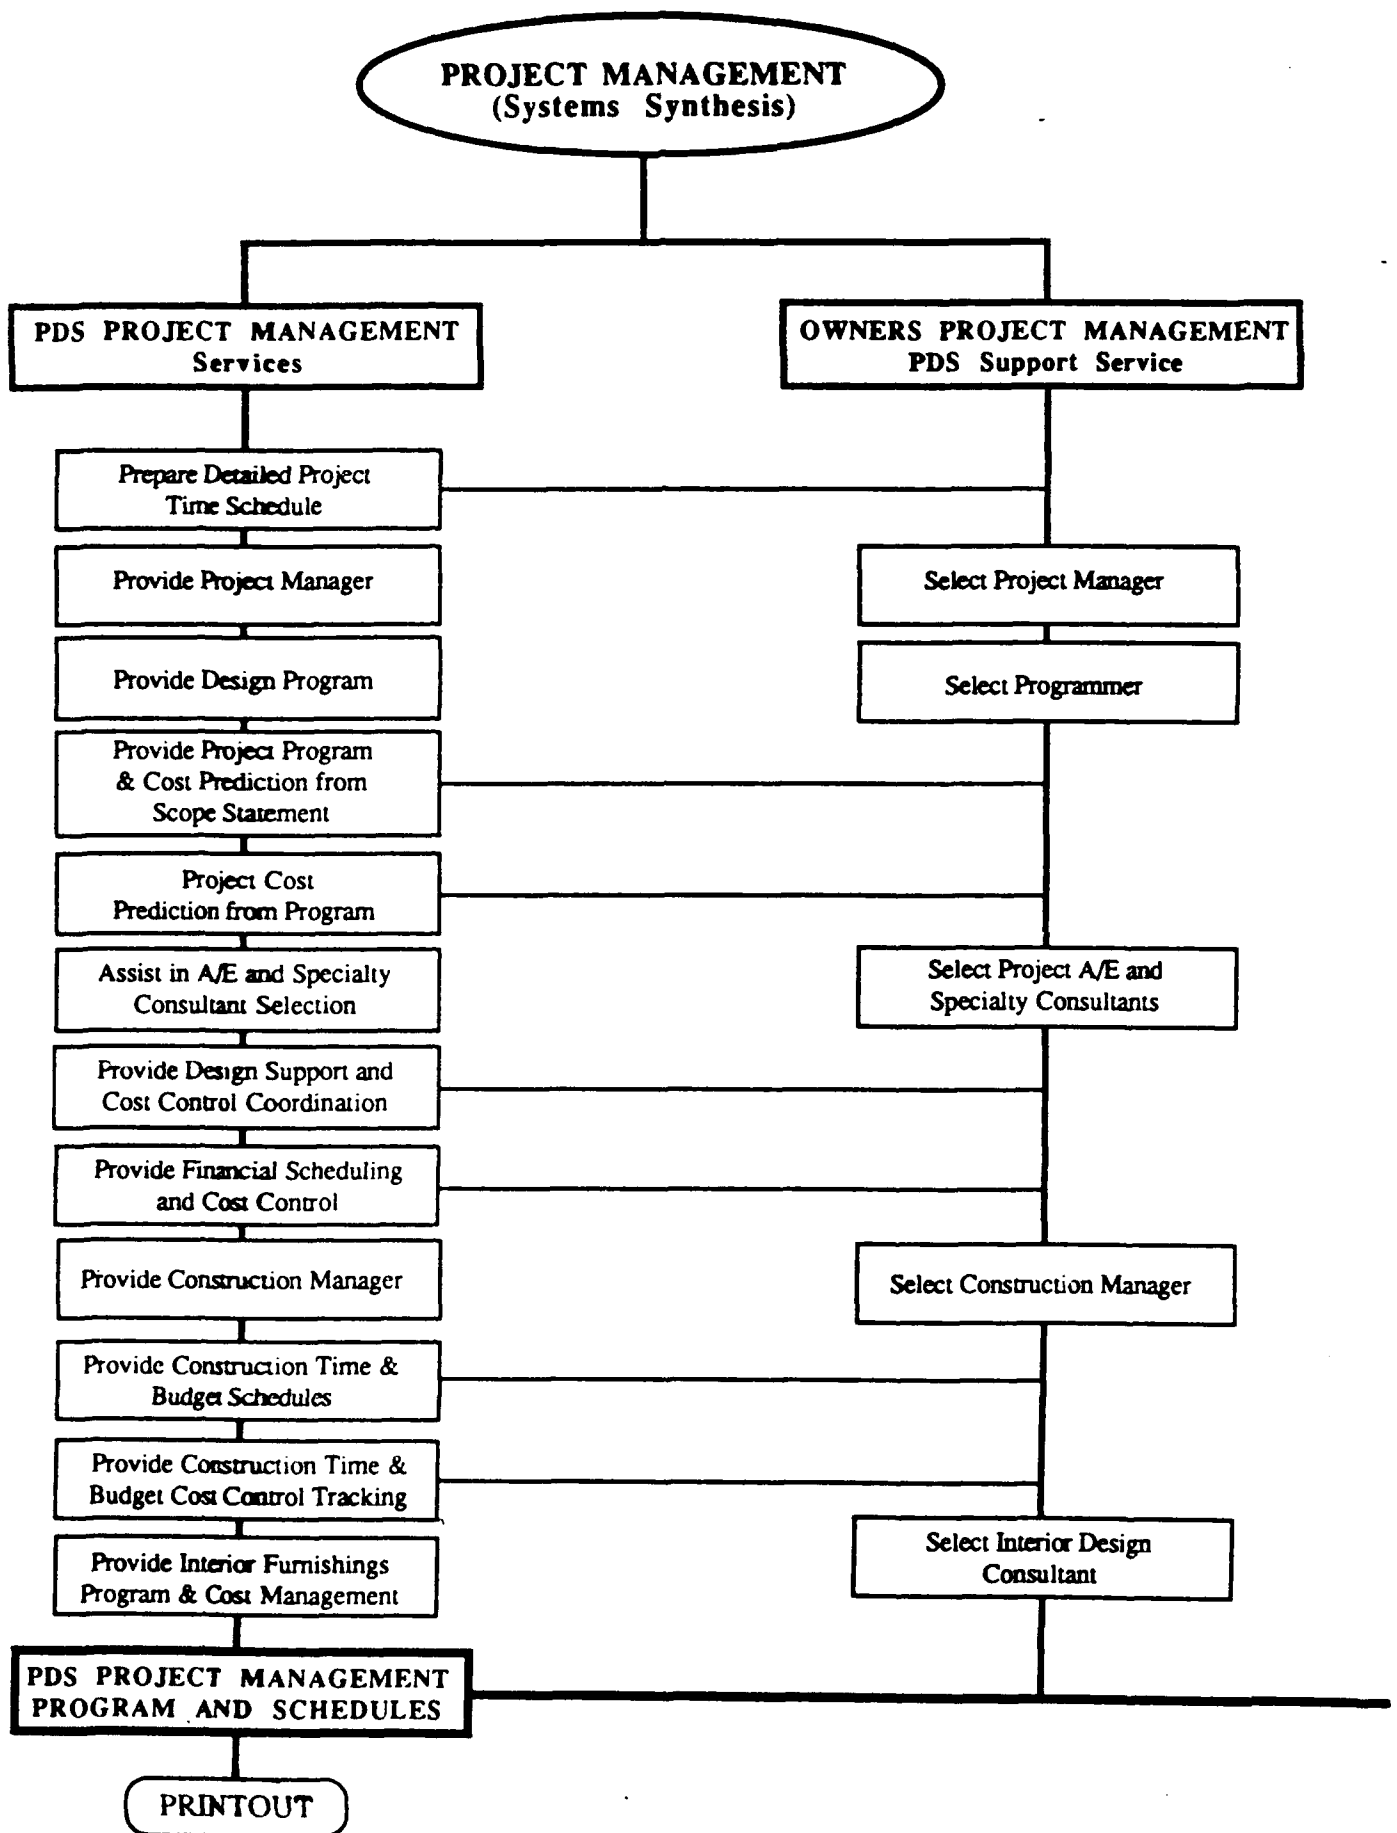 PROJECT MANAGEMENT
(Systems Synthesis)
PDS PROJECT MANAGEMENT
Services
OWNERS PROJECT MANAGEMENT
PDS Support Service
Prepare Detailed Project
Time Schedule
Provide Project Manager
Select Project Manager
Provide Design Program
Select Programmer
Provide Project Program
& Cost Prediction from
Scope Statement
Project Cost
Prediction from Program
Assist in A/E and Specialty
Consultant Selection
Select Project A/E and
Specialty Consultants
Provide Design Support and
Cost Control Coordination
Provide Financial Scheduling
and Cost Control
Provide Construction Manager
Select Construction Manager
Provide Construction Time &
Budget Schedules
Provide Construction Time &
Budget Cost Control Tracking
Select Interior Design
Consultant
Provide Interior Furnishings
Program & Cost Management
PDS PROJECT MANAGEMENT
PROGRAM AND SCHEDULES
PRINTOUT